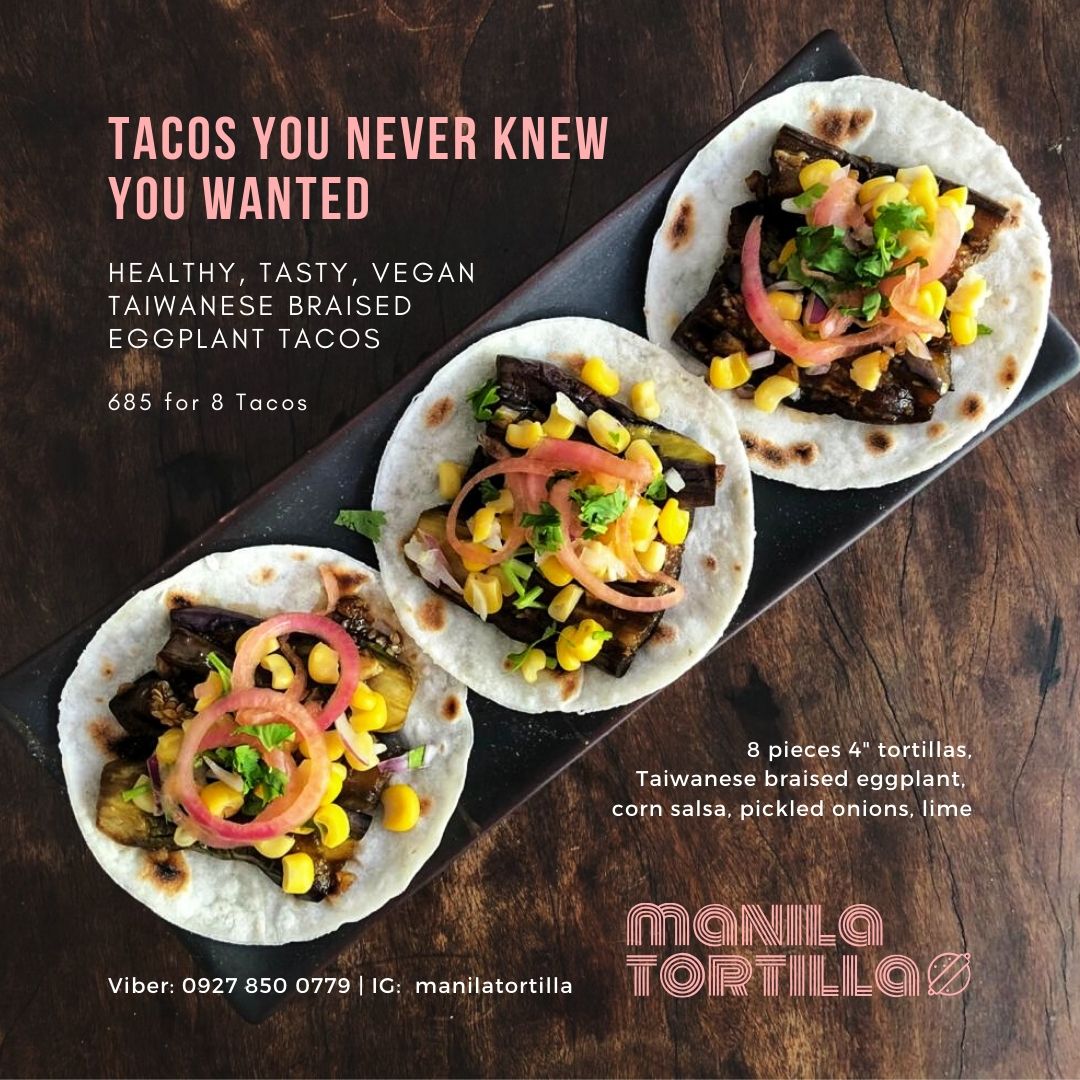 TACOS YOU NEVER KNEW
YOU WANTED
HEALTHY, TASTY, VEGAN
TAIWANESE BRAISED
EGGPLANT TACOS
685 for 8 Tacos
8 pieces 4" tortillas,
Taiwanese braised eggplant,
corn salsa, pickled onions, lime
MANILA
TORTILLA
Viber: 0927 850 0779 | IG: manilatortilla